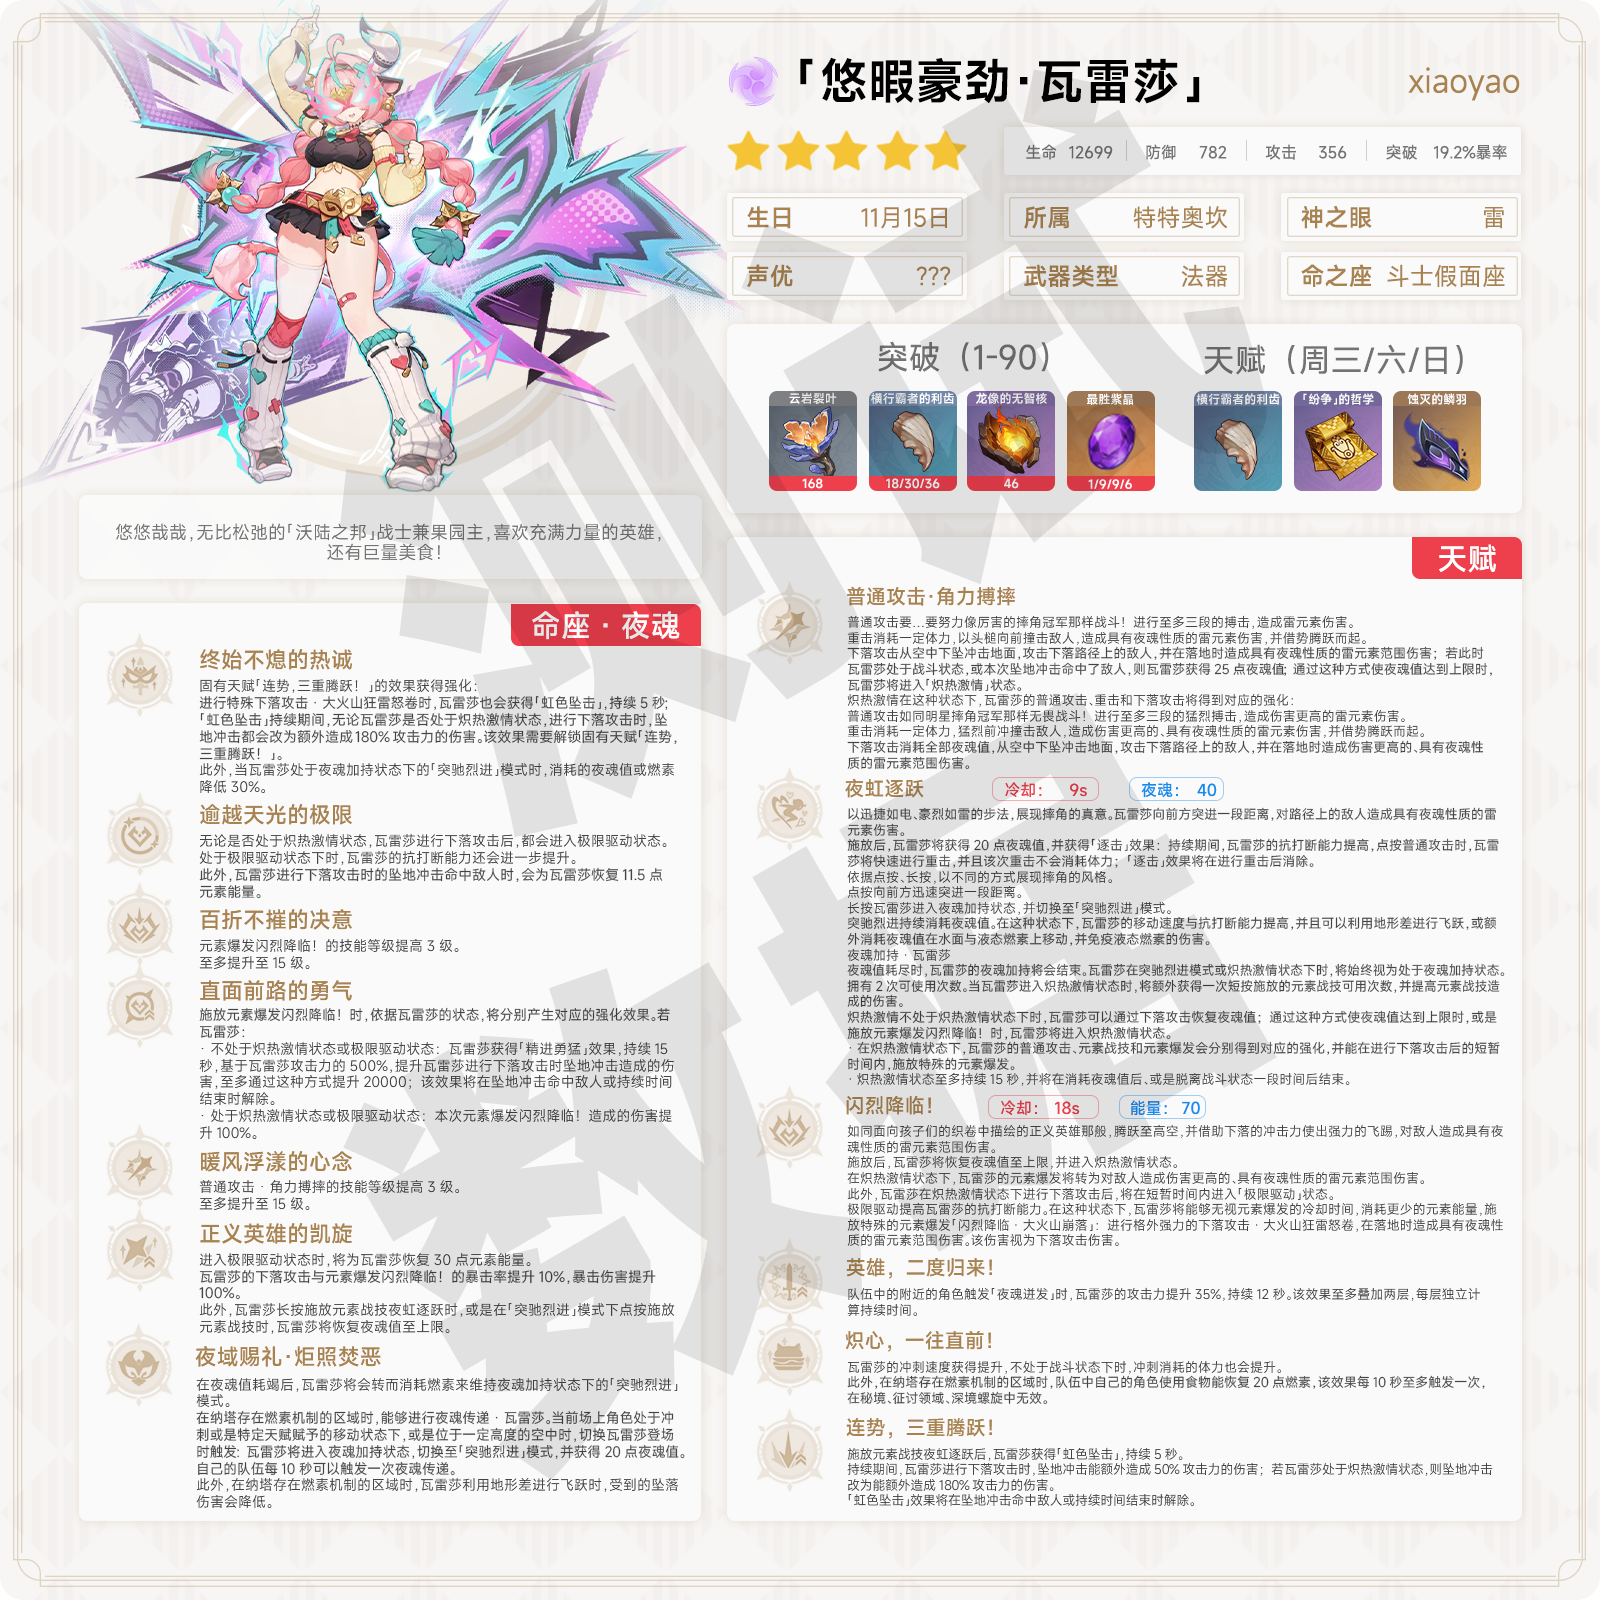 「悠暇豪劲·瓦雷莎」
xiaoyao
生命 12699 防御 782 攻击 356 突破 19.2%暴率
生日 11月15日 所属 特特奥坎 神之眼 雷
声优 ??? 武器类型 法器 命之座 斗士假面座
突破（1-90） 天赋（周三/六/日）
云岩裂叶 横行霸者的利齿 龙像的无智核 最胜紫晶 横行霸者的利齿 「纷争」的哲学 蚀灭的鳞羽
168 18/30/36 46 1/9/9/6
悠悠哉哉,无比松弛的「沃陆之邦」战士兼果园主,喜欢充满力量的英雄,
还有巨量美食!
命座 · 夜魂
终始不熄的热诚
固有天赋「连势,三重腾跃! 」的效果获得强化:
进行特殊下落攻击 · 大火山狂雷怒卷时,瓦雷莎也会获得「虹色坠击」,持续 5 秒;
「虹色坠击」持续期间,无论瓦雷莎是否处于炽热激情状态,进行下落攻击时,坠
地冲击都会改为额外造成180%攻击力的伤害。该效果需要解锁固有天赋「连势,
三重腾跃! 」。
此外,当瓦雷莎处于夜魂加持状态下的「突驰烈进」模式时,消耗的夜魂值或燃素
降低 30%。
逾越天光的极限
无论是否处于炽热激情状态,瓦雷莎进行下落攻击后,都会进入极限驱动状态。
处于极限驱动状态下时,瓦雷莎的抗打断能力还会进一步提升。
此外,瓦雷莎进行下落攻击时的坠地冲击命中敌人时,会为瓦雷莎恢复 11.5 点
元素能量。
百折不摧的决意
元素爆发闪烈降临! 的技能等级提高 3 级。
至多提升至 15 级。
直面前路的勇气
施放元素爆发闪烈降临! 时,依据瓦雷莎的状态,将分别产生对应的强化效果。若
瓦雷莎:
· 不处于炽热激情状态或极限驱动状态: 瓦雷莎获得「精进勇猛」效果,持续 15
秒,基于瓦雷莎攻击力的 500%,提升瓦雷莎进行下落攻击时坠地冲击造成的伤
害,至多通过这种方式提升 20000; 该效果将在坠地冲击命中敌人或持续时间
结束时解除。
· 处于炽热激情状态或极限驱动状态: 本次元素爆发闪烈降临! 造成的伤害提
升 100%。
暖风浮漾的心念
普通攻击 · 角力搏摔的技能等级提高 3 级。
至多提升至 15 级。
正义英雄的凯旋
进入极限驱动状态时,将为瓦雷莎恢复 30 点元素能量。
瓦雷莎的下落攻击与元素爆发闪烈降临! 的暴击率提升 10%,暴击伤害提升
100%。
此外,瓦雷莎长按施放元素战技夜虹逐跃时,或是在「突驰烈进」模式下点按施放
元素战技时,瓦雷莎将恢复夜魂值至上限。
夜域赐礼·炬照焚恶
在夜魂值耗竭后,瓦雷莎将会转而消耗燃素来维持夜魂加持状态下的「突驰烈进」
模式。
在纳塔存在燃素机制的区域时,能够进行夜魂传递 · 瓦雷莎。当前场上角色处于冲
刺或是特定天赋赋予的移动状态下,或是位于一定高度的空中时,切换瓦雷莎登场
时触发: 瓦雷莎将进入夜魂加持状态,切换至「突驰烈进」模式,并获得 20 点夜魂值。
自己的队伍每 10 秒可以触发一次夜魂传递。
此外,在纳塔存在燃素机制的区域时,瓦雷莎利用地形差进行飞跃时,受到的坠落
伤害会降低。
天赋
普通攻击·角力搏摔
普通攻击要...要努力像厉害的摔角冠军那样战斗! 进行至多三段的搏击,造成雷元素伤害。
重击消耗一定体力,以头槌向前撞击敌人,造成具有夜魂性质的雷元素伤害,并借势腾跃而起。
下落攻击从空中下坠冲击地面,攻击下落路径上的敌人,并在落地时造成具有夜魂性质的雷元素范围伤害; 若此时
瓦雷莎处于战斗状态,或本次坠地冲击命中了敌人,则瓦雷莎获得 25 点夜魂值; 通过这种方式使夜魂值达到上限时,
瓦雷莎将进入「炽热激情」状态。
炽热激情在这种状态下,瓦雷莎的普通攻击、重击和下落攻击将得到对应的强化:
普通攻击如同明星摔角冠军那样无畏战斗! 进行至多三段的猛烈搏击,造成伤害更高的雷元素伤害。
重击消耗一定体力,猛烈前冲撞击敌人,造成伤害更高的、具有夜魂性质的雷元素伤害,并借势腾跃而起。
下落攻击消耗全部夜魂值,从空中下坠冲击地面,攻击下落路径上的敌人,并在落地时造成伤害更高的、具有夜魂性
质的雷元素范围伤害。
夜虹逐跃 冷却: 9s 夜魂: 40
以迅捷如电、豪烈如雷的步法,展现摔角的真意。瓦雷莎向前方突进一段距离,对路径上的敌人造成具有夜魂性质的雷
元素伤害。
施放后,瓦雷莎将获得 20 点夜魂值,并获得「逐击」效果: 持续期间,瓦雷莎的抗打断能力提高,点按普通攻击时,瓦雷
莎将快速进行重击,并且该次重击不会消耗体力; 「逐击」效果将在进行重击后消除。
依据点按、长按,以不同的方式展现摔角的风格。
点按向前方迅速突进一段距离。
长按瓦雷莎进入夜魂加持状态,并切换至「突驰烈进」模式。
突驰烈进持续消耗夜魂值。在这种状态下,瓦雷莎的移动速度与抗打断能力提高,并且可以利用地形差进行飞跃,或额
外消耗夜魂值在水面与液态燃素上移动,并免疫液态燃素的伤害。
夜魂加持 · 瓦雷莎
夜魂值耗尽时,瓦雷莎的夜魂加持将会结束。瓦雷莎在突驰烈进模式或炽热激情状态下时,将始终视为处于夜魂加持状态。
拥有 2 次可使用次数。当瓦雷莎进入炽热激情状态时,将额外获得一次短按施放的元素战技可用次数,并提高元素战技造
成的伤害。
炽热激情不处于炽热激情状态下时,瓦雷莎可以通过下落攻击恢复夜魂值; 通过这种方式使夜魂值达到上限时,或是
施放元素爆发闪烈降临! 时,瓦雷莎将进入炽热激情状态。
· 在炽热激情状态下,瓦雷莎的普通攻击、元素战技和元素爆发会分别得到对应的强化,并能在进行下落攻击后的短暂
时间内,施放特殊的元素爆发。
· 炽热激情状态至多持续 15 秒,并将在消耗夜魂值后、或是脱离战斗状态一段时间后结束。
闪烈降临! 冷却: 18s 能量: 70
如同面向孩子们的织卷中描绘的正义英雄那般,腾跃至高空,并借助下落的冲击力使出强力的飞踢,对敌人造成具有夜
魂性质的雷元素范围伤害。
施放后,瓦雷莎将恢复夜魂值至上限,并进入炽热激情状态。
在炽热激情状态下,瓦雷莎的元素爆发将转为对敌人造成伤害更高的、具有夜魂性质的雷元素范围伤害。
此外,瓦雷莎在炽热激情状态下进行下落攻击后,将在短暂时间内进入「极限驱动」状态。
极限驱动提高瓦雷莎的抗打断能力。在这种状态下,瓦雷莎将能够无视元素爆发的冷却时间,消耗更少的元素能量,施
放特殊的元素爆发「闪烈降临 · 大火山崩落」: 进行格外强力的下落攻击 · 大火山狂雷怒卷,在落地时造成具有夜魂性
质的雷元素范围伤害。该伤害视为下落攻击伤害。
英雄，二度归来!
队伍中的附近的角色触发「夜魂迸发」时,瓦雷莎的攻击力提升 35%,持续 12 秒。该效果至多叠加两层,每层独立计
算持续时间。
炽心，一往直前!
瓦雷莎的冲刺速度获得提升,不处于战斗状态下时,冲刺消耗的体力也会提升。
此外,在纳塔存在燃素机制的区域时,队伍中自己的角色使用食物能恢复 20 点燃素,该效果每 10 秒至多触发一次,
在秘境、征讨领域、深境螺旋中无效。
连势，三重腾跃!
施放元素战技夜虹逐跃后,瓦雷莎获得「虹色坠击」,持续 5 秒。
持续期间,瓦雷莎进行下落攻击时,坠地冲击能额外造成 50%攻击力的伤害; 若瓦雷莎处于炽热激情状态,则坠地冲击
改为能额外造成 180%攻击力的伤害。
「虹色坠击」效果将在坠地冲击命中敌人或持续时间结束时解除。
测试
数据